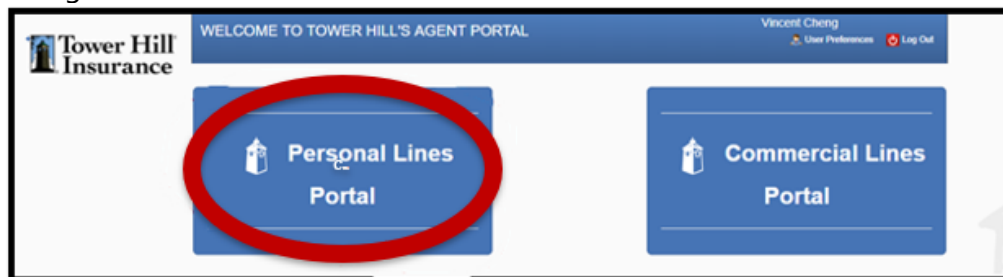 Tower Hill
Insurance
WELCOME TO TOWER HILL'S AGENT PORTAL
Vincent Cheng
User Preferences Log Out
Personal Lines
Portal
Commercial Lines
Portal